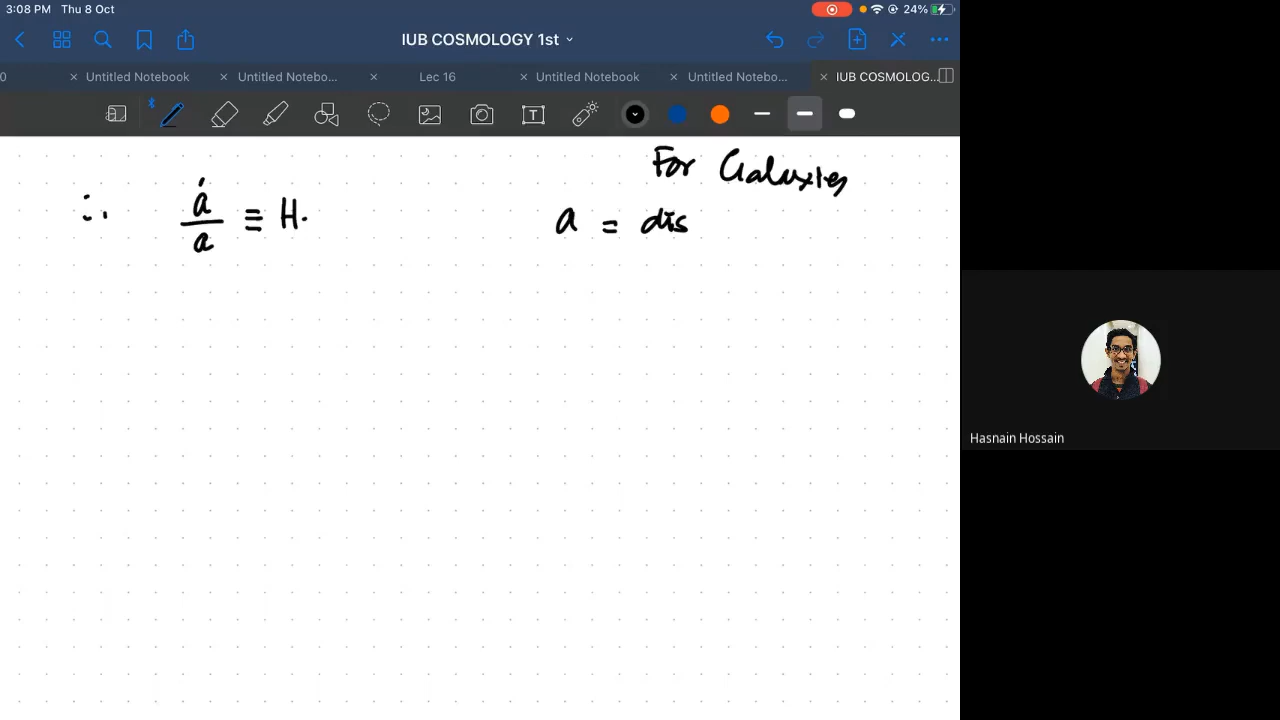 3:08 PM Thu 8 Oct 24%
IUB COSMOLOGY 1st
0 Untitled Notebook Untitled Notebo... Lec 16 Untitled Notebook Untitled Notebo... IUB COSMOLOG...
T
For Galaxies
∴ ȧ/a ≡ H.
a = dis
Hasnain Hossain